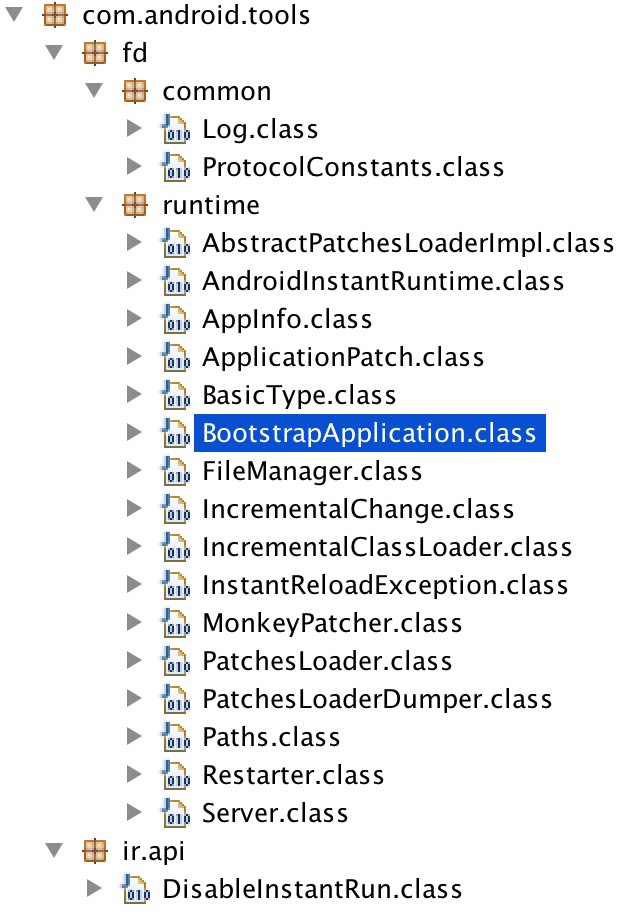 com.android.tools
fd
common
Log.class
ProtocolConstants.class
runtime
AbstractPatchesLoaderImpl.class
AndroidInstantRuntime.class
AppInfo.class
ApplicationPatch.class
BasicType.class
BootstrapApplication.class
FileManager.class
IncrementalChange.class
IncrementalClassLoader.class
InstantReloadException.class
MonkeyPatcher.class
PatchesLoader.class
PatchesLoaderDumper.class
Paths.class
Restarter.class
Server.class
ir.api
DisableInstantRun.class